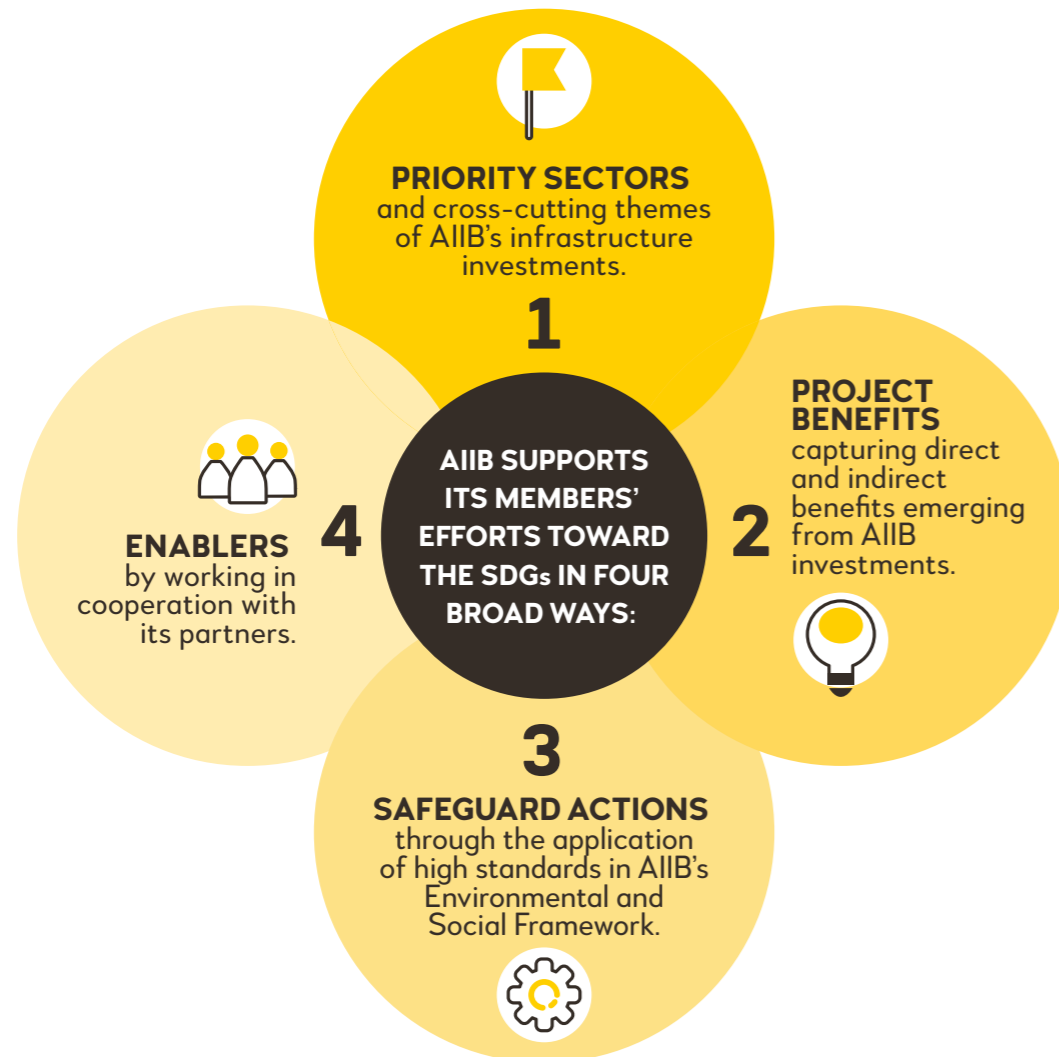 PRIORITY SECTORS
and cross-cutting themes
of AIIB's infrastructure
investments.
1
AIIB SUPPORTS
ITS MEMBERS’
EFFORTS TOWARD
THE SDGs IN FOUR
BROAD WAYS:
2
PROJECT
BENEFITS
capturing direct
and indirect
benefits emerging
from AIIB
investments.
3
SAFEGUARD ACTIONS
through the application
of high standards in AIIB’s
Environmental and
Social Framework.
4
ENABLERS
by working in
cooperation with
its partners.